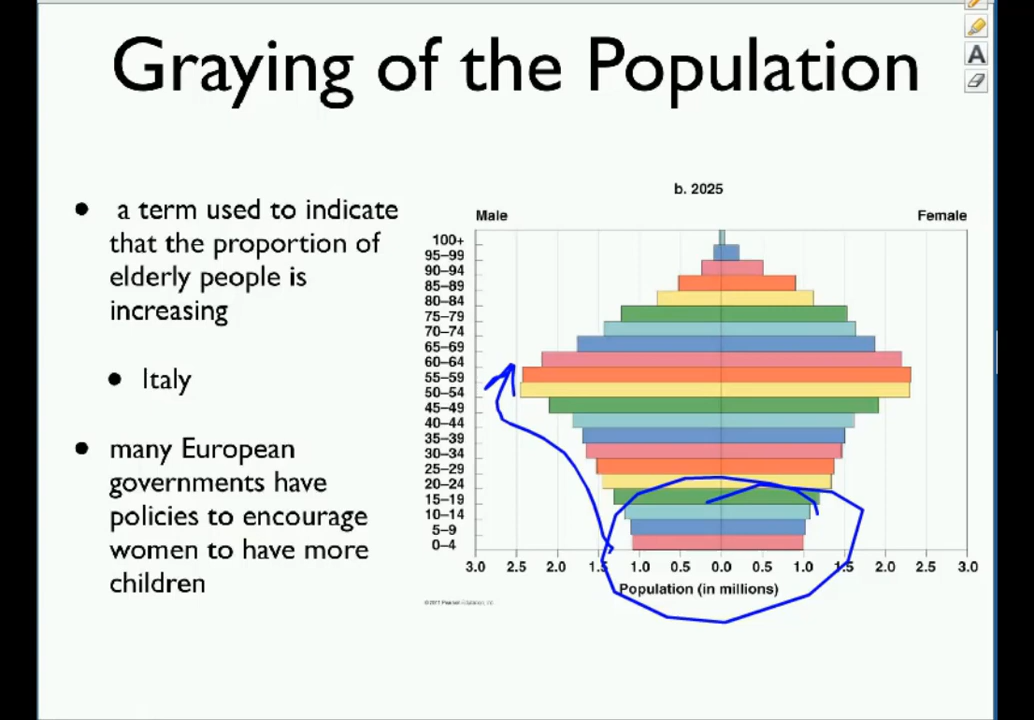 Graying of the Population
• a term used to indicate
that the proportion of
elderly people is
increasing
• Italy
• many European
governments have
policies to encourage
women to have more
children
b. 2025
Male Female
100+
95–99
90–94
85–89
80–84
75–79
70–74
65–69
60–64
55–59
50–54
45–49
40–44
35–39
30–34
25–29
20–24
15–19
10–14
5–9
0–4
3.0 2.5 2.0 1.5 1.0 0.5 0.0 0.5 1.0 1.5 2.0 2.5 3.0
Population (in millions)
A